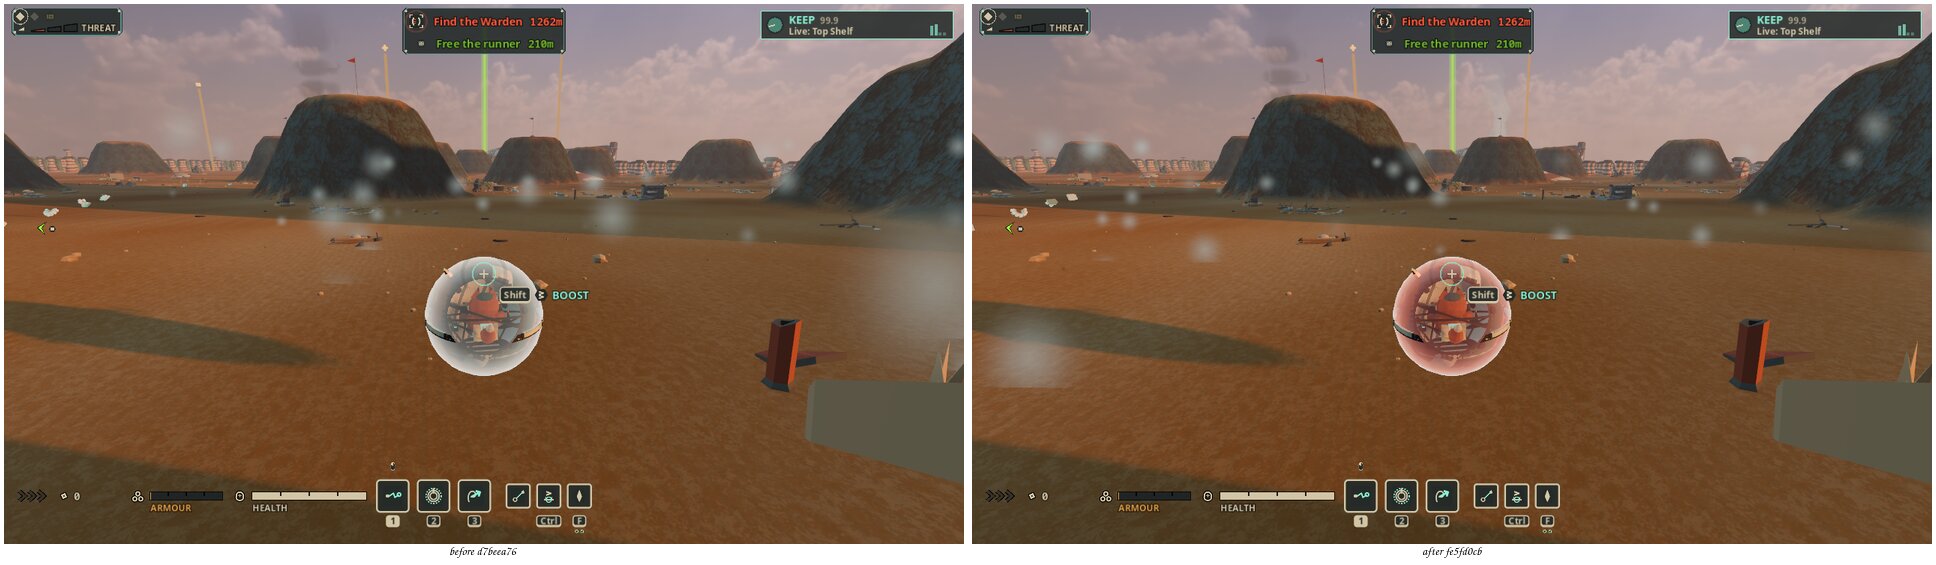 THREAT
Find the Warden 1262m
Free the runner 210m
KEEP 99.9
Live: Top Shelf
Shift BOOST
0
ARMOUR
HEALTH
1
2
3
Ctrl
F
before d7beea76
THREAT
Find the Warden 1262m
Free the runner 210m
KEEP 99.9
Live: Top Shelf
Shift BOOST
0
ARMOUR
HEALTH
1
2
3
Ctrl
F
after fe5fd0cb